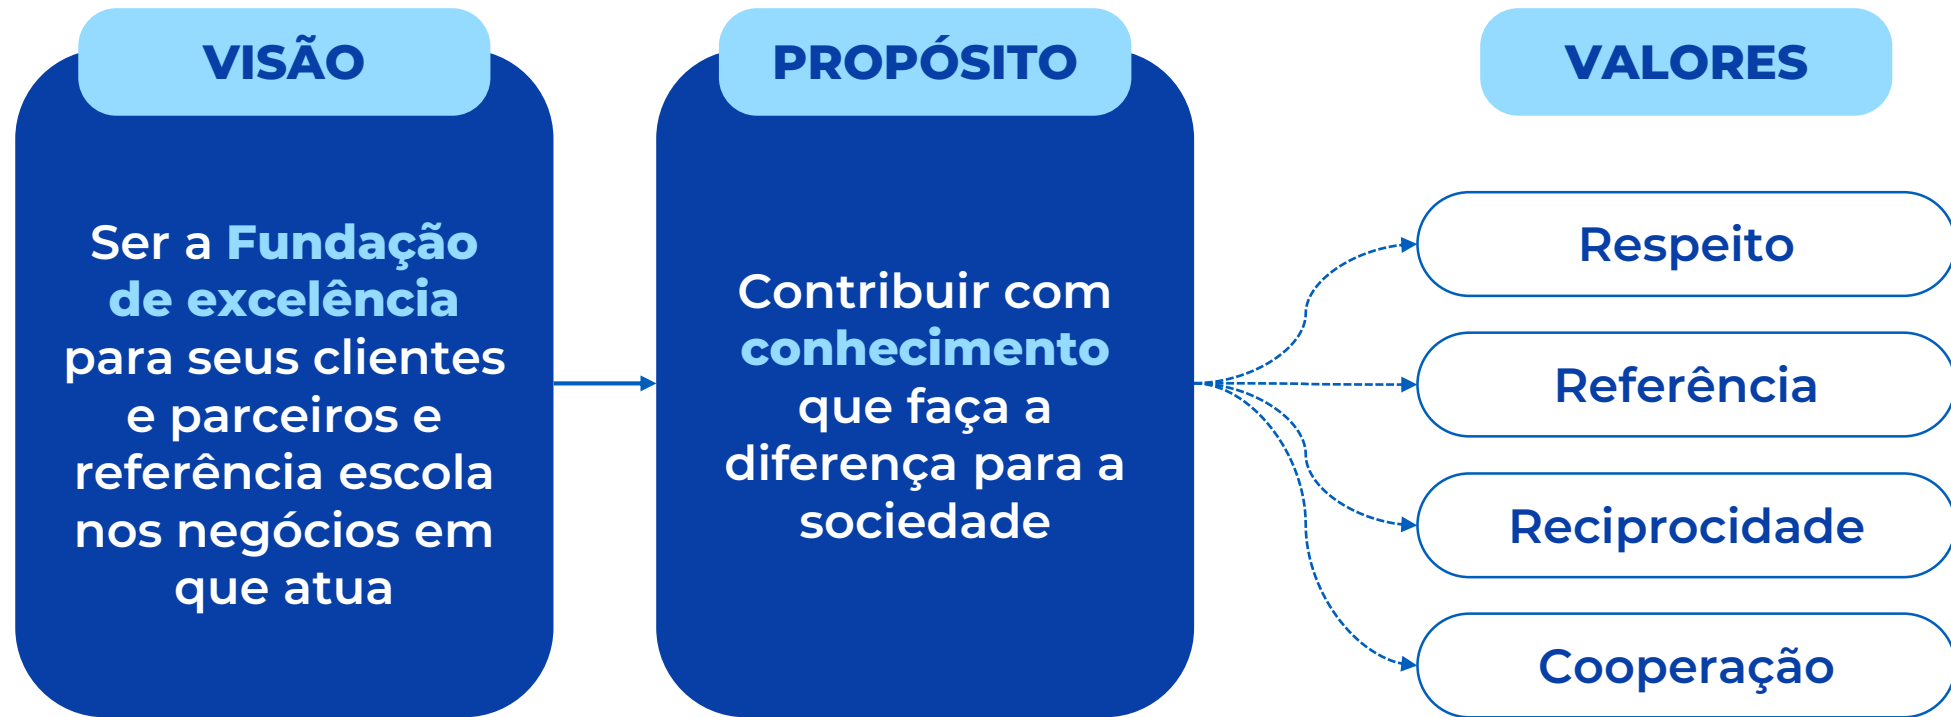 VISÃO
Ser a Fundação
de excelência
para seus clientes
e parceiros e
referência escola
nos negócios em
que atua
PROPÓSITO
Contribuir com
conhecimento
que faça a
diferença para a
sociedade
VALORES
Respeito
Referência
Reciprocidade
Cooperação